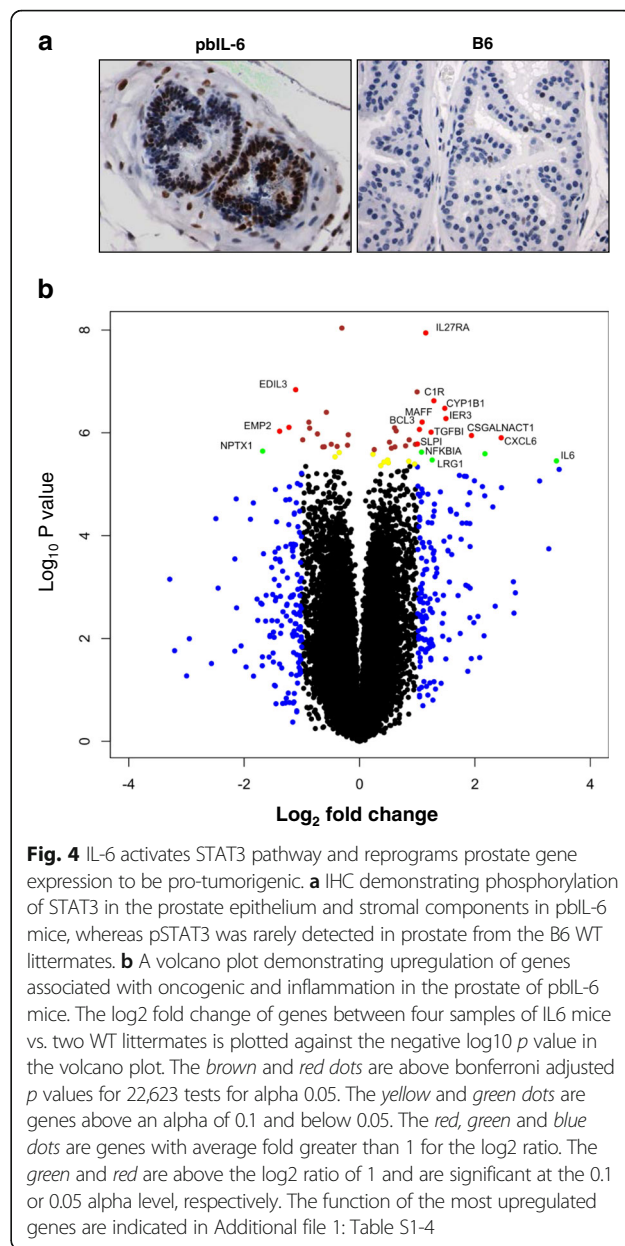 a
pbIL-6 B6
b
8
6
4
2
0
Log10 P value
IL27RA
EDIL3
C1R
CYP1B1
MAFF
IER3
BCL3
EMP2
TGFBI
CSGALNACT1
SLPI
CXCL6
NPTX1
NFKBIA
LRG1
IL6
-4 -2 0 2 4
Log2 fold change
Fig. 4 IL-6 activates STAT3 pathway and reprograms prostate gene
expression to be pro-tumorigenic. a IHC demonstrating phosphorylation
of STAT3 in the prostate epithelium and stromal components in pbIL-6
mice, whereas pSTAT3 was rarely detected in prostate from the B6 WT
littermates. b A volcano plot demonstrating upregulation of genes
associated with oncogenic and inflammation in the prostate of pbIL-6
mice. The log2 fold change of genes between four samples of IL6 mice
vs. two WT littermates is plotted against the negative log10 p value in
the volcano plot. The brown and red dots are above bonferroni adjusted
p values for 22,623 tests for alpha 0.05. The yellow and green dots are
genes above an alpha of 0.1 and below 0.05. The red, green and blue
dots are genes with average fold greater than 1 for the log2 ratio. The
green and red are above the log2 ratio of 1 and are significant at the 0.1
or 0.05 alpha level, respectively. The function of the most upregulated
genes are indicated in Additional file 1: Table S1-4